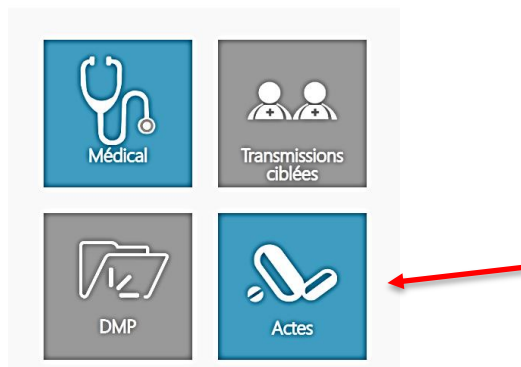 Médical
Transmissions
ciblées
DMP
Actes